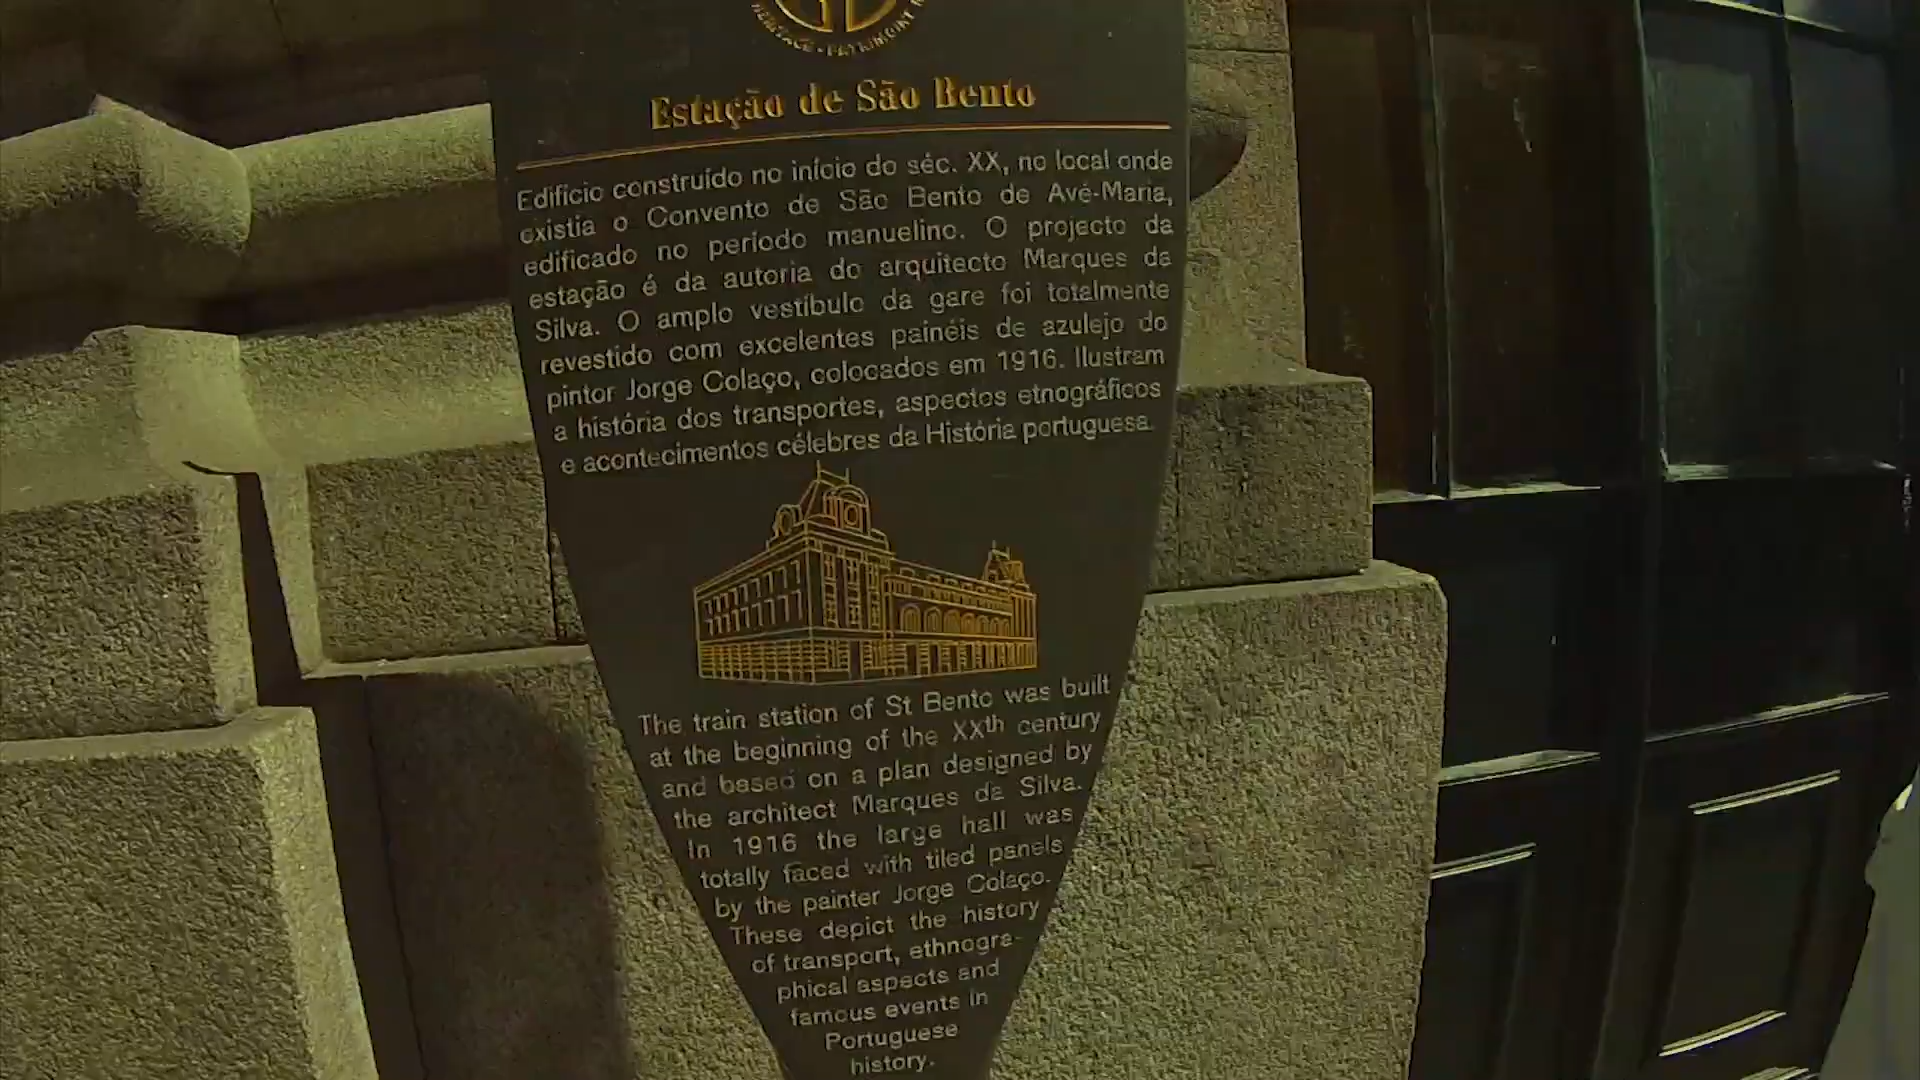 HERITAGE • PATRIMOINE
Estação de São Bento
Edifício construído no início do séc. XX, no local onde
existia o Convento de São Bento de Avé-Maria,
edificado no período manuelino. O projecto da
estação é da autoria do arquitecto Marques da
Silva. O amplo vestíbulo da gare foi totalmente
revestido com excelentes painéis de azulejo do
pintor Jorge Colaço, colocados em 1916. Ilustram
a história dos transportes, aspectos etnográficos
e acontecimentos célebres da História portuguesa.
The train station of St Bento was built
at the beginning of the XXth century
and based on a plan designed by
the architect Marques da Silva.
In 1916 the large hall was
totally faced with tiled panels
by the painter Jorge Colaço.
These depict the history
of transport, ethnogra-
phical aspects and
famous events in
Portuguese
history.